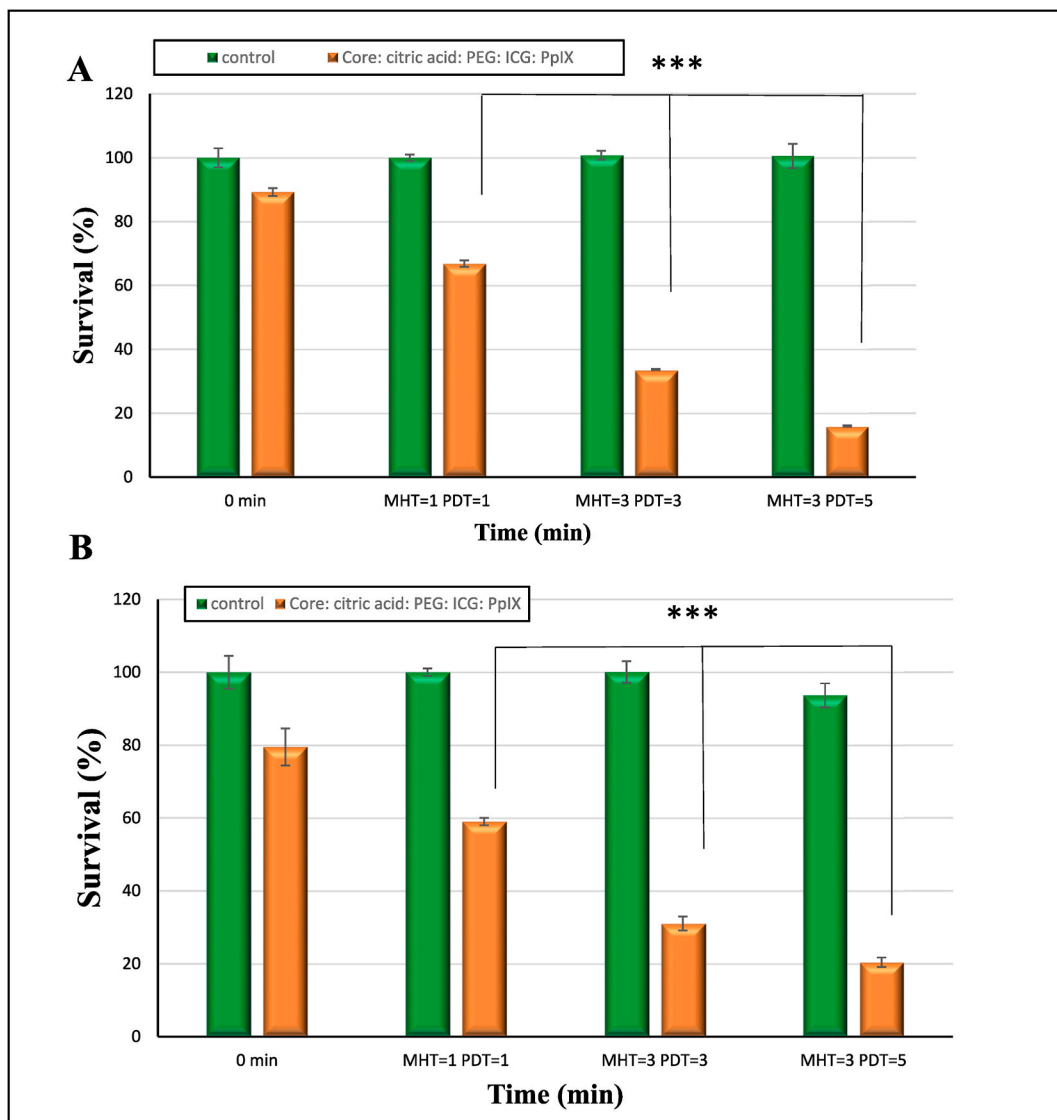 A
control Core: citric acid: PEG: ICG: PpIX
***
120
100
80
60
40
20
0
Survival (%)
0 min MHT=1 PDT=1 MHT=3 PDT=3 MHT=3 PDT=5
Time (min)
B
control Core: citric acid: PEG: ICG: PpIX
***
120
100
80
60
40
20
0
Survival (%)
0 min MHT=1 PDT=1 MHT=3 PDT=3 MHT=3 PDT=5
Time (min)